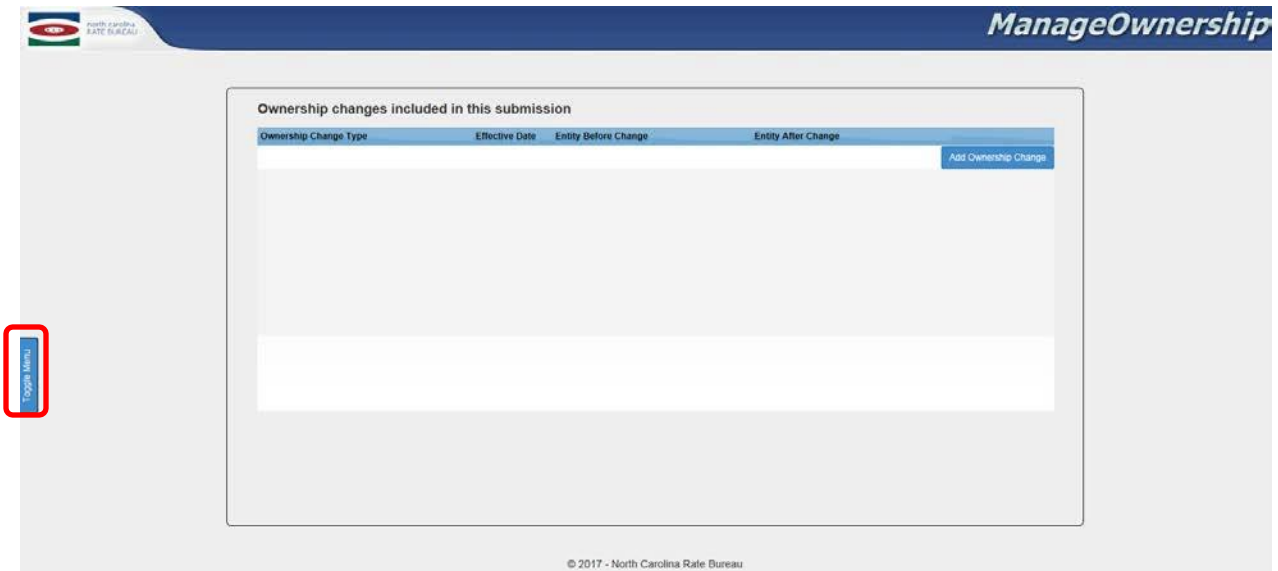 north carolina
RATE BUREAU
ManageOwnership
Ownership changes included in this submission
Ownership Change Type Effective Date Entity Before Change Entity After Change
Add Ownership Change
Toggle Menu
© 2017 - North Carolina Rate Bureau